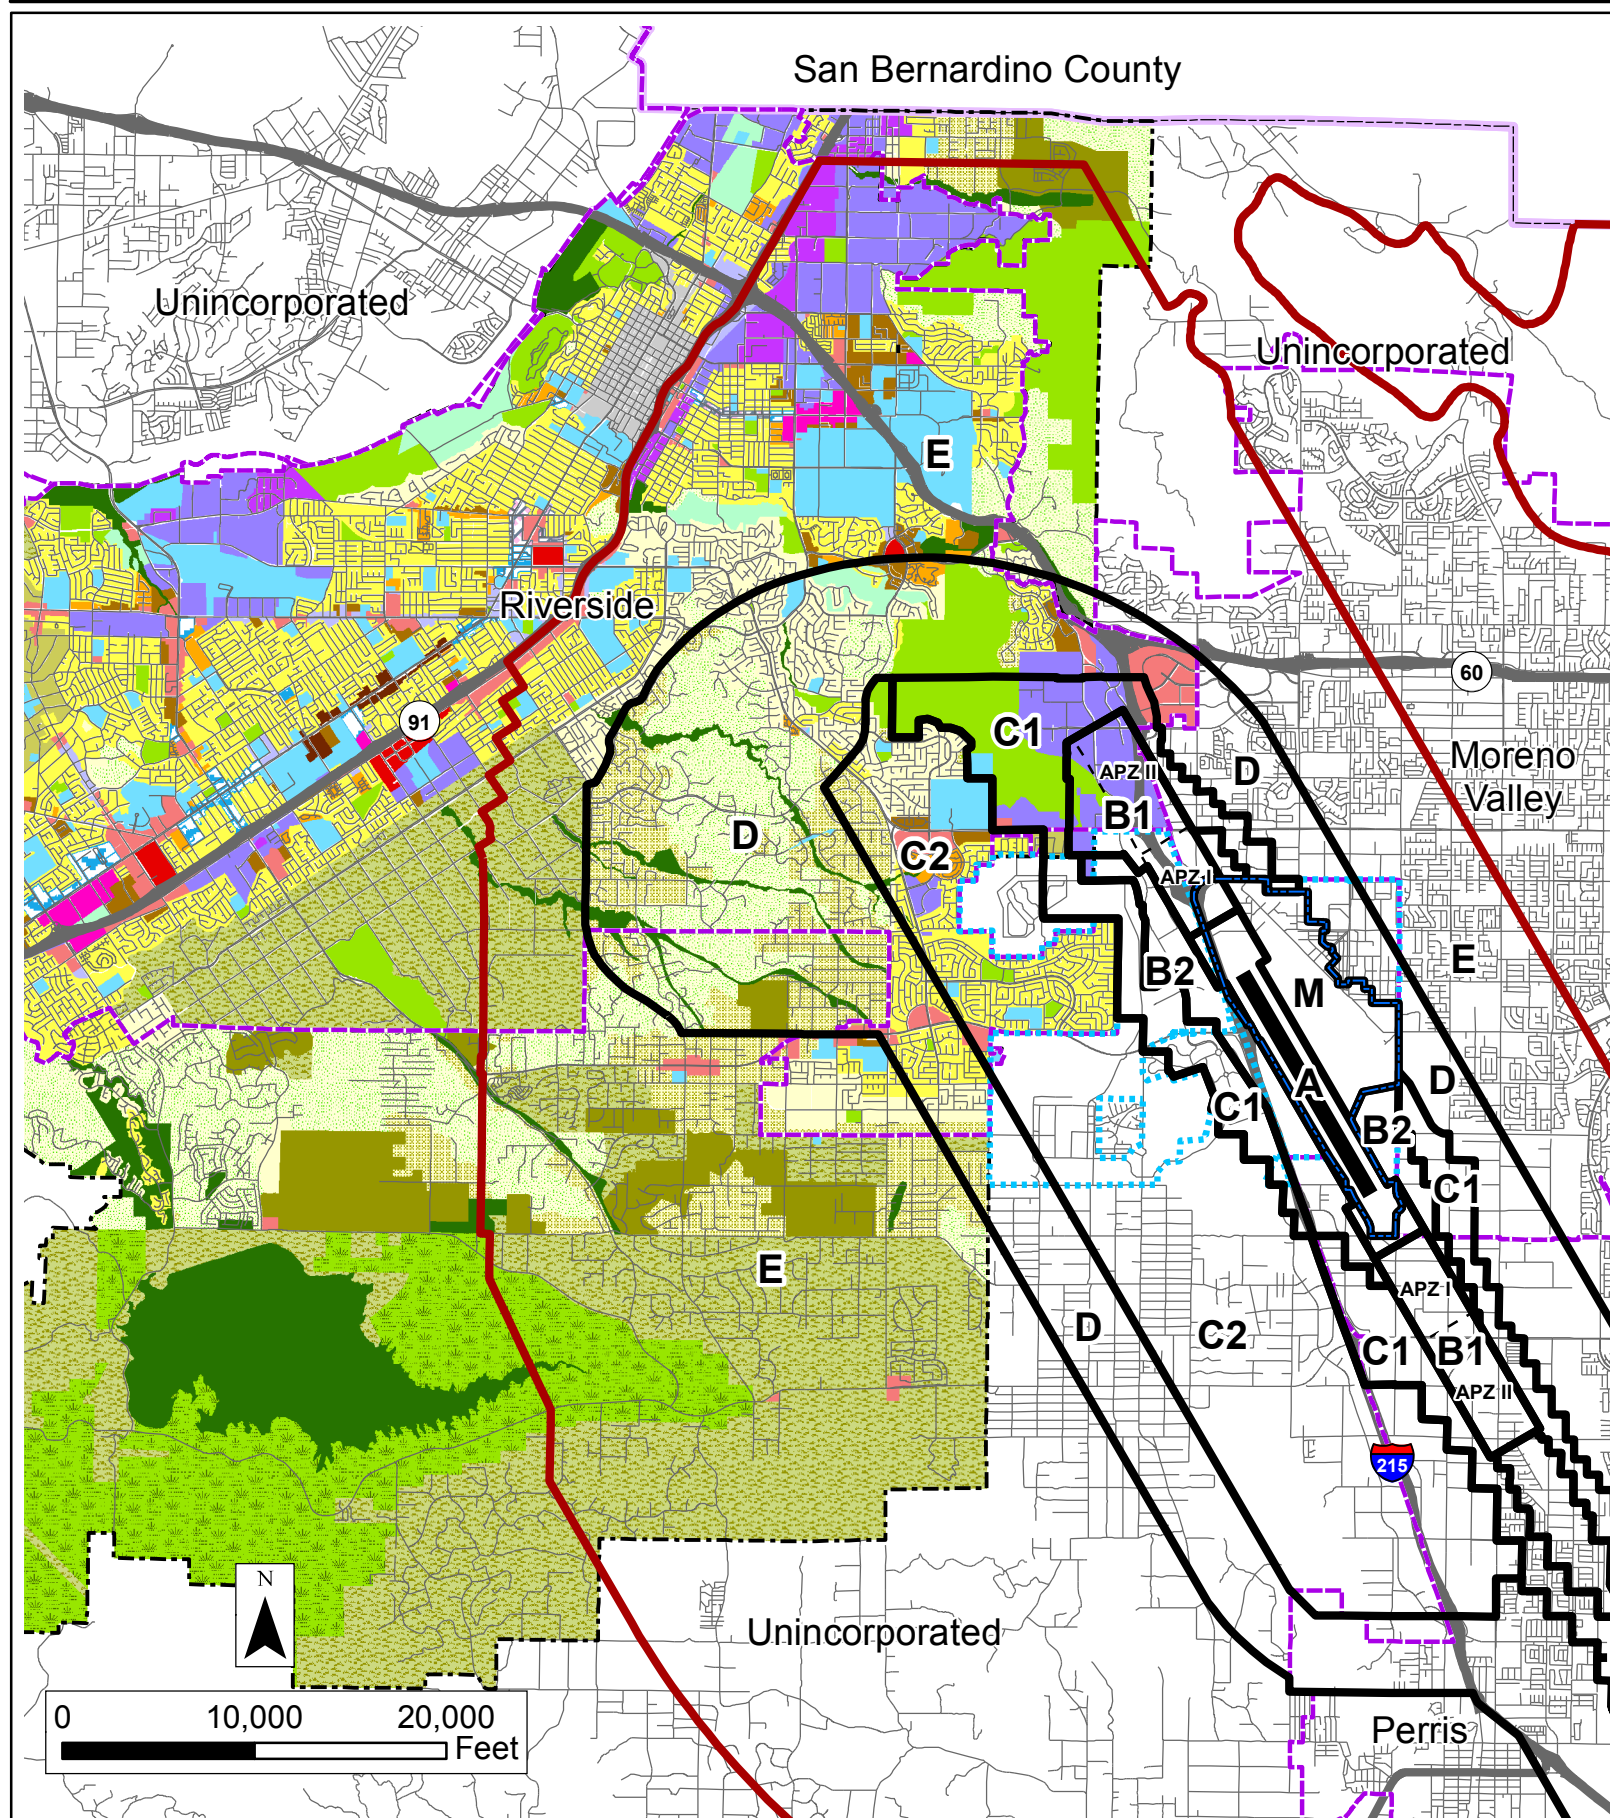 San Bernardino County
Unincorporated
Unincorporated
E
Riverside
60
91
C1
D
Moreno
Valley
APZ II
B1
D
C2
APZ I
B2
E
M
A
D
C1
B2
C1
E
APZ I
D
C2
C1
B1
APZ II
215
N
Unincorporated
0
10,000
20,000
Feet
Perris